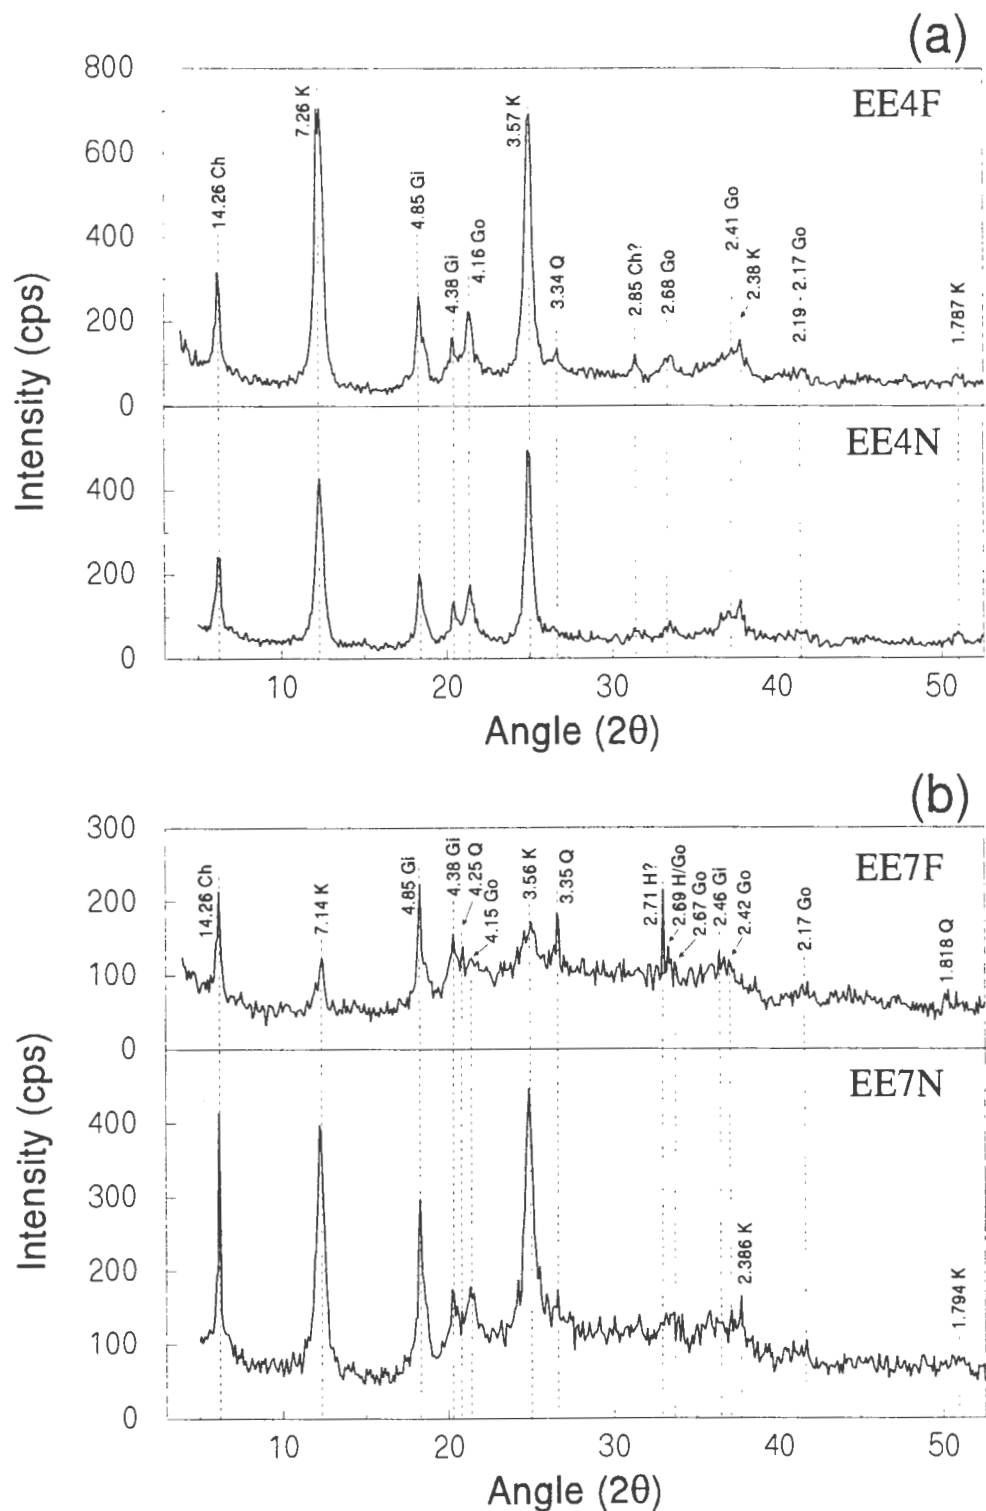 (a)
800
EE4F
7.26 K
3.57 K
14.26 Ch
4.85 Gi
4.38 Gi
4.16 Go
3.34 Q
2.85 Ch?
2.68 Go
2.41 Go
2.38 K
2.19 - 2.17 Go
1.787 K
600
400
200
0
Intensity (cps)
EE4N
400
200
0
10 20 30 40 50
Angle (2θ)
(b)
300
EE7F
14.26 Ch
7.14 K
4.85 Gi
4.38 Gi
4.25 Q
4.15 Go
3.56 K
3.35 Q
2.71 H?
2.69 H/Go
2.67 Go
2.46 Gi
2.42 Go
2.17 Go
1.818 Q
200
100
0
Intensity (cps)
EE7N
400
300
200
100
0
2.386 K
1.794 K
10 20 30 40 50
Angle (2θ)